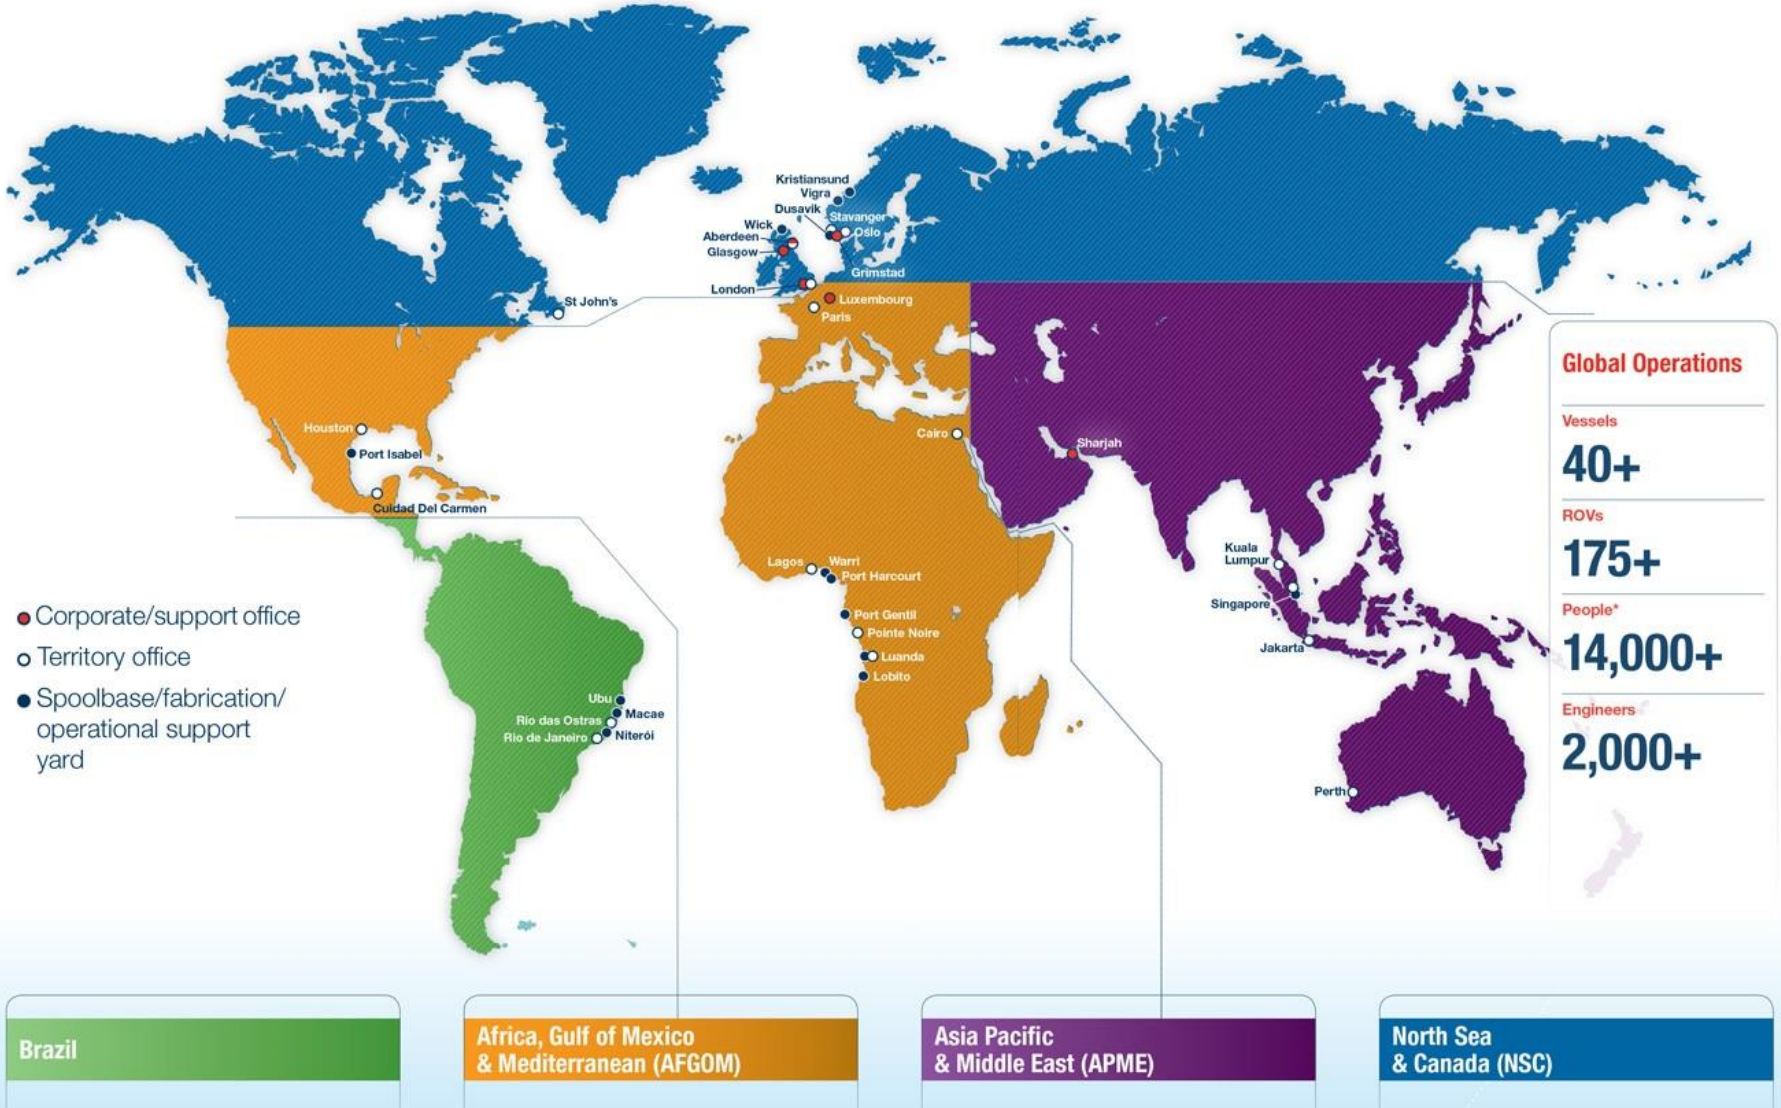 Kristiansund
Vigra
Dusavik
Stavanger
Wick
Oslo
Aberdeen
Glasgow
Grimstad
London
Luxembourg
St John's
Paris
Global Operations
Vessels
40+
ROVs
175+
People*
14,000+
Engineers
2,000+
Houston
Port Isabel
Cuidad Del Carmen
Cairo
Sharjah
Lagos
Warri
Port Harcourt
Port Gentil
Pointe Noire
Luanda
Lobito
Kuala
Lumpur
Singapore
Jakarta
Perth
Ubu
Macae
Rio das Ostras
Rio de Janeiro
Niterói
Corporate/support office
Territory office
Spoolbase/fabrication/
operational support
yard
Brazil
Africa, Gulf of Mexico
& Mediterranean (AFGOM)
Asia Pacific
& Middle East (APME)
North Sea
& Canada (NSC)